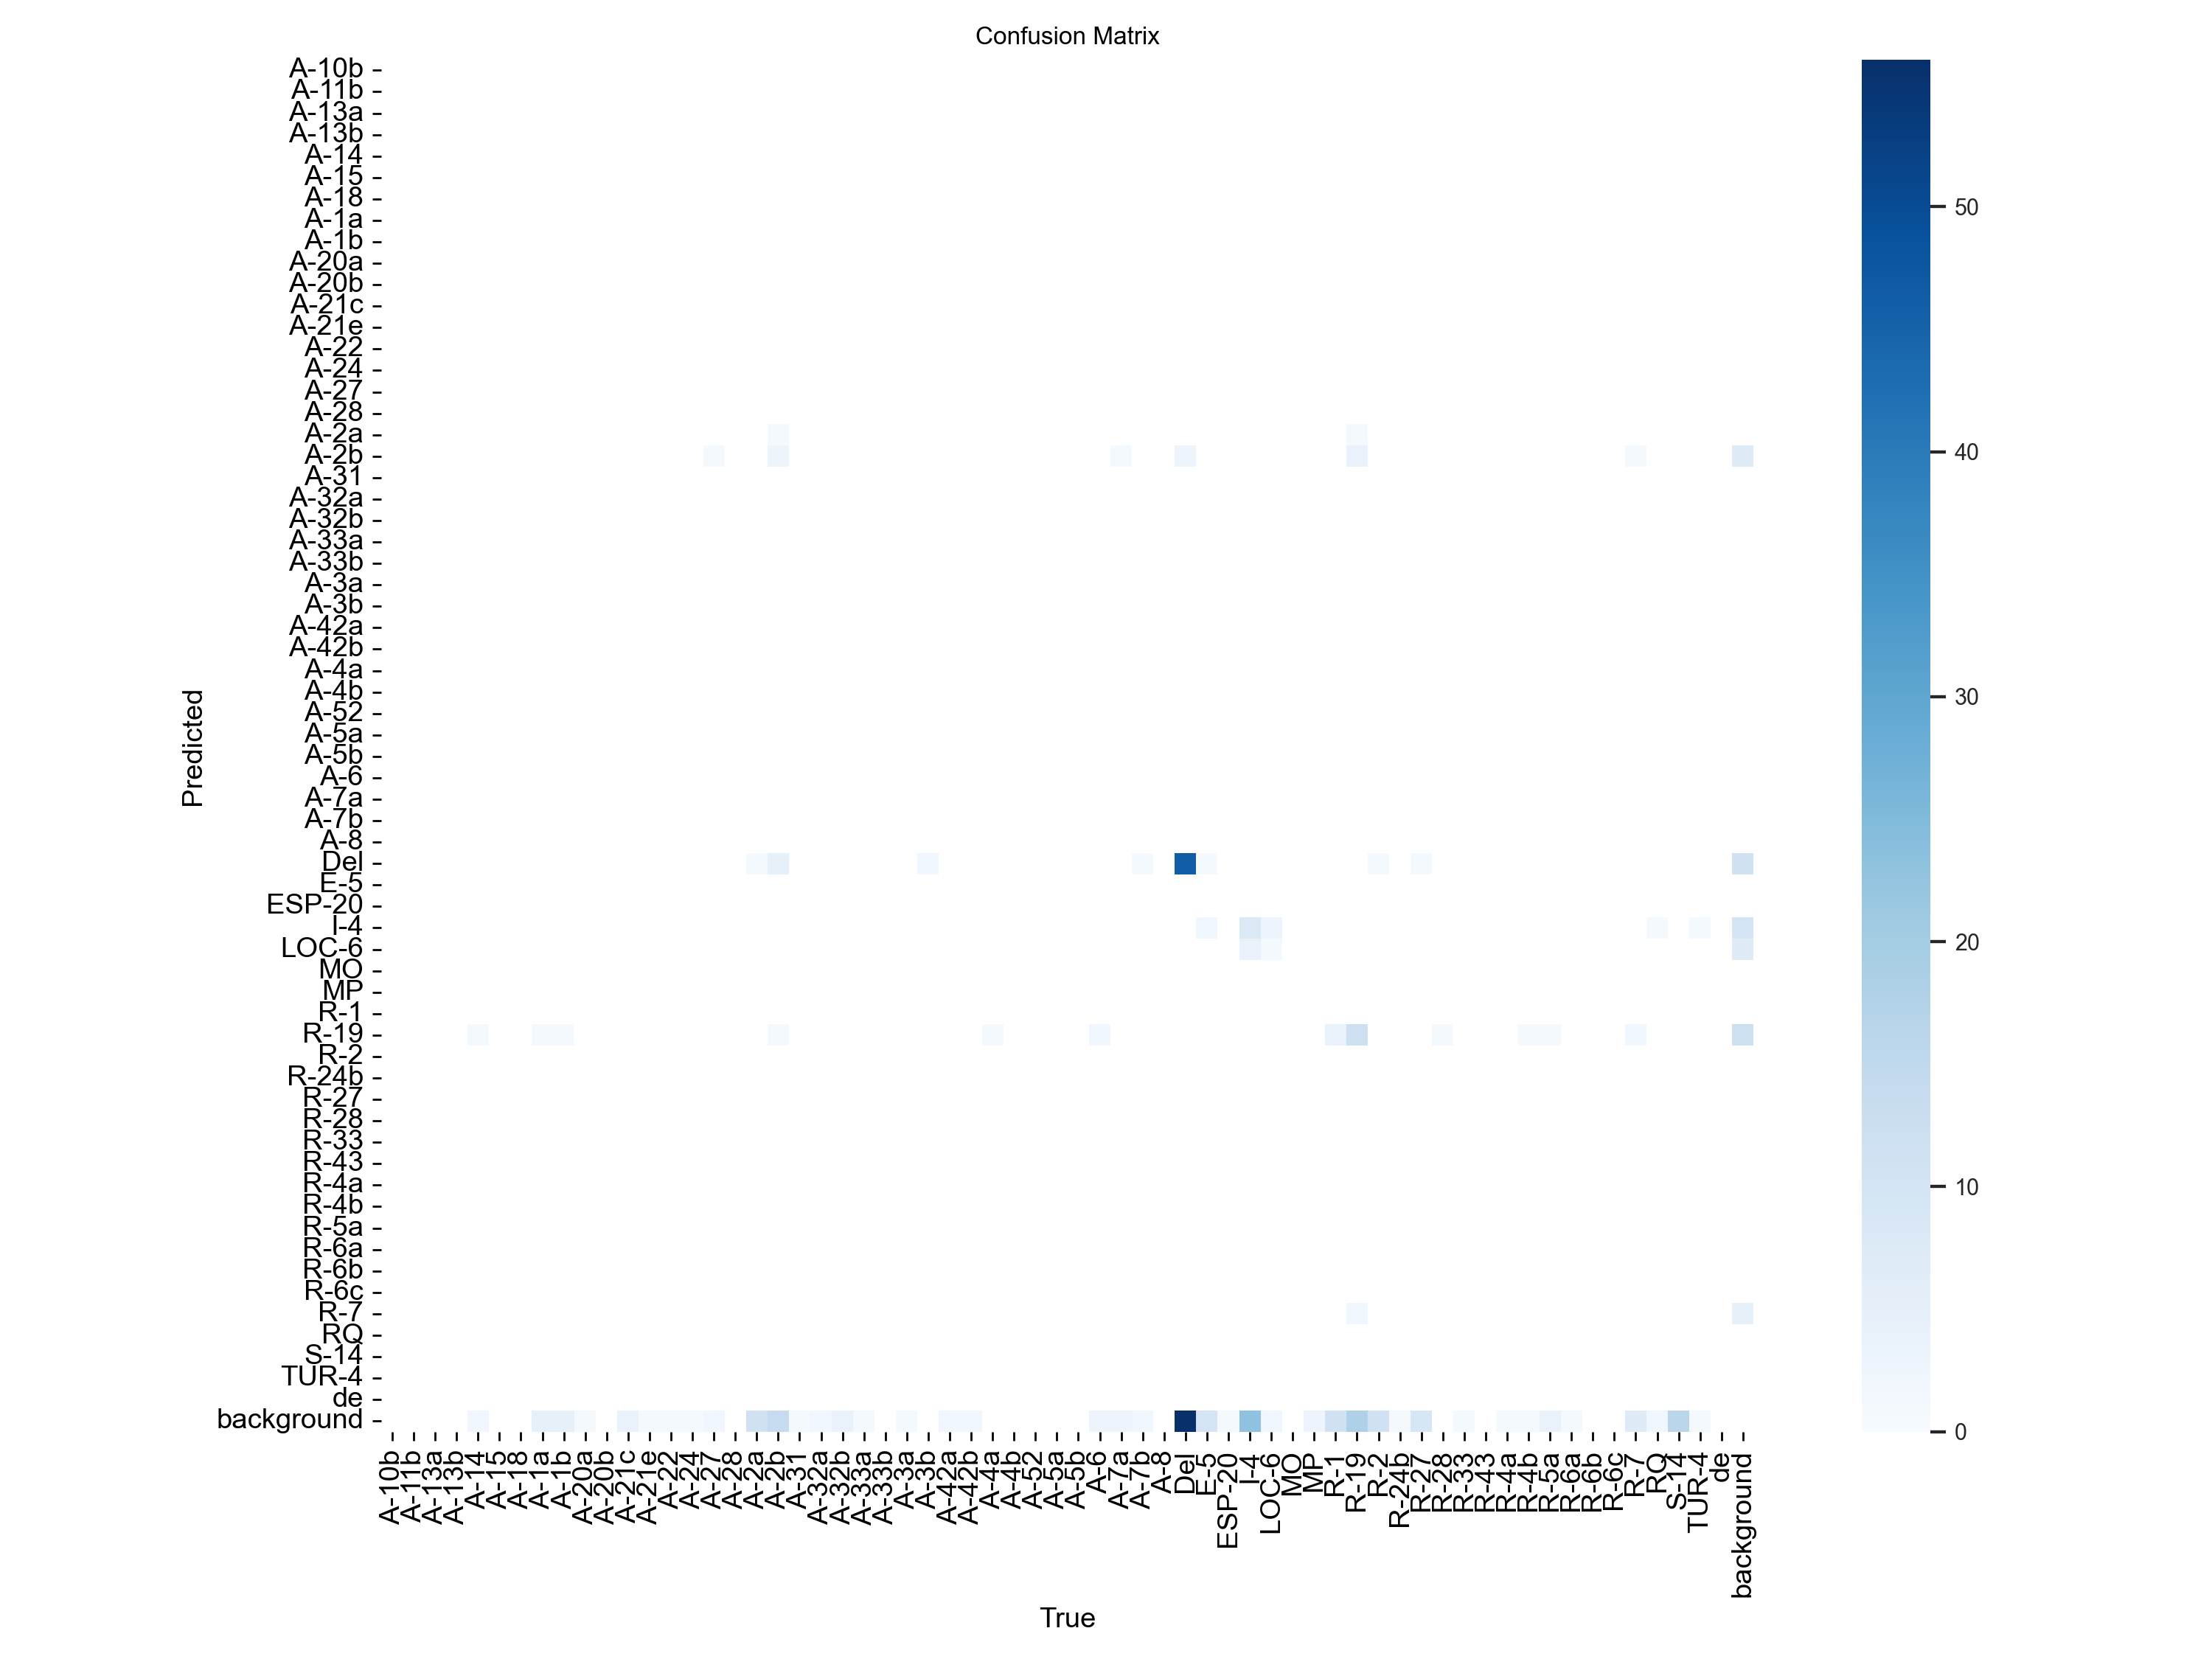 Confusion Matrix
A-10b
A-11b
A-13a
A-13b
A-14
A-15
A-18
A-1a
A-1b
A-20a
A-20b
A-21c
A-21e
A-22
A-24
A-27
A-28
A-2a
A-2b
A-31
A-32a
A-32b
A-33a
A-33b
A-3a
A-3b
A-42a
A-42b
A-4a
A-4b
A-52
A-5a
A-5b
A-6
A-7a
A-7b
A-8
Del
E-5
ESP-20
I-4
LOC-6
MO
MP
R-1
R-19
R-2
R-24b
R-27
R-28
R-33
R-43
R-4a
R-4b
R-5a
R-6a
R-6b
R-6c
R-7
RQ
S-14
TUR-4
de
background
Predicted
A-10b
A-11b
A-13a
A-13b
A-14
A-15
A-18
A-1a
A-1b
A-20a
A-20b
A-21c
A-21e
A-22
A-24
A-27
A-28
A-2a
A-2b
A-31
A-32a
A-32b
A-33a
A-33b
A-3a
A-3b
A-42a
A-42b
A-4a
A-4b
A-52
A-5a
A-5b
A-6
A-7a
A-7b
A-8
Del
E-5
ESP-20
I-4
LOC-6
MO
MP
R-1
R-19
R-2
R-24b
R-27
R-28
R-33
R-43
R-4a
R-4b
R-5a
R-6a
R-6b
R-6c
R-7
RQ
S-14
TUR-4
de
background
True
50
40
30
20
10
0